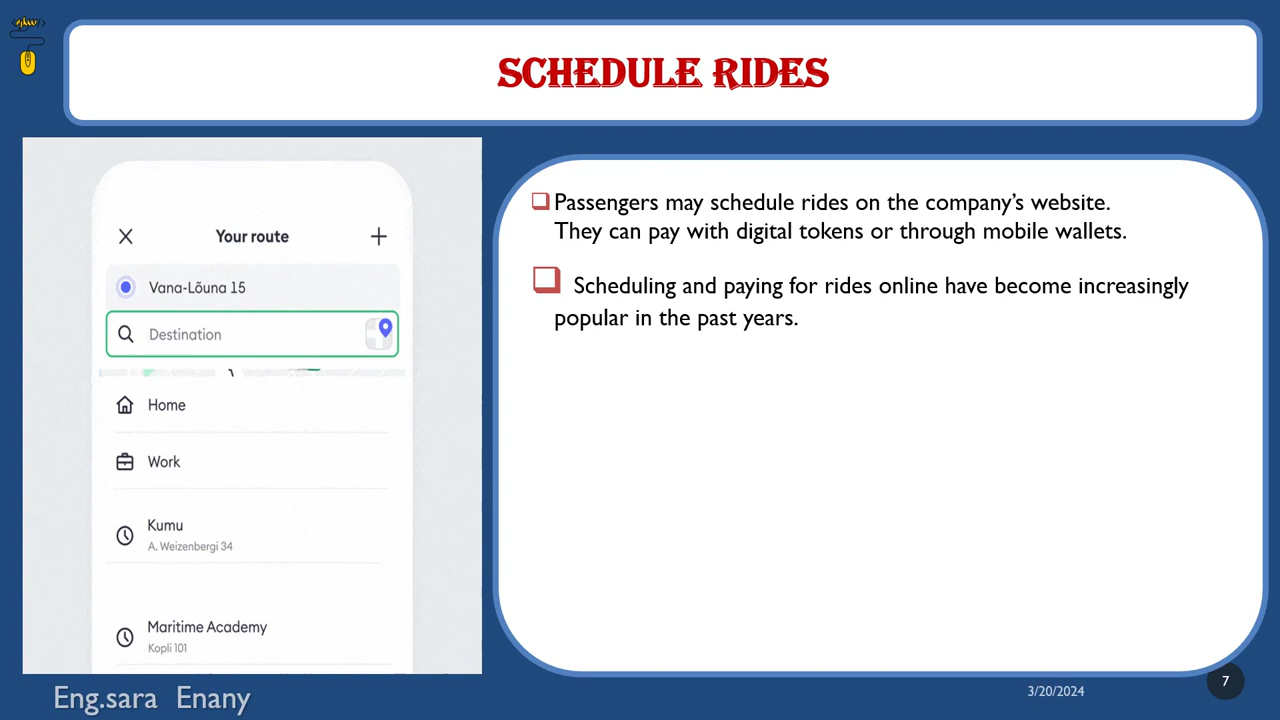 SCHEDULE RIDES
Your route
Vana-Lõuna 15
Destination
Home
Work
Kumu
A. Weizenbergi 34
Maritime Academy
Kopli 101
Passengers may schedule rides on the company’s website.
They can pay with digital tokens or through mobile wallets.
Scheduling and paying for rides online have become increasingly
popular in the past years.
Eng.sara Enany
3/20/2024
7